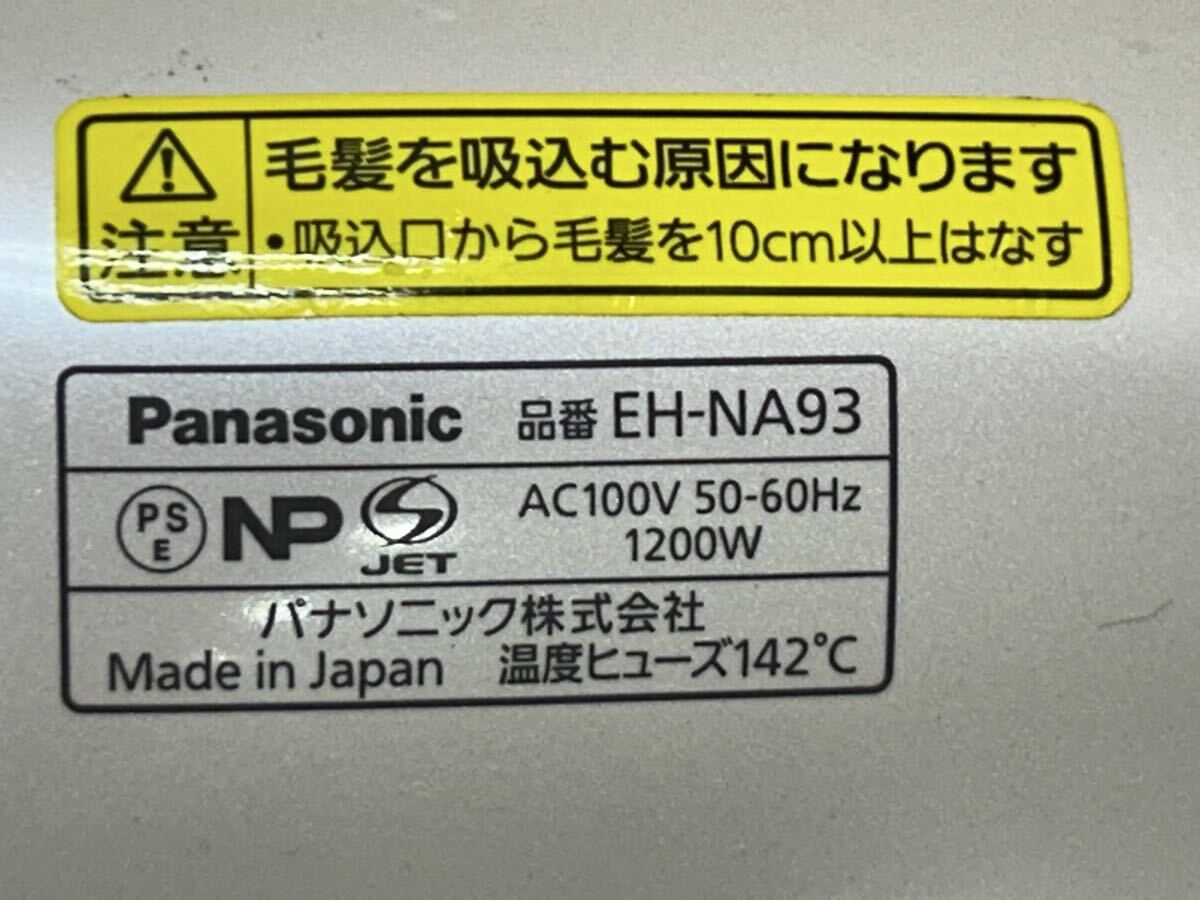 注意
毛髪を吸込む原因になります
・吸込口から毛髪を10cm以上はなす
Panasonic 品番 EH-NA93
PS E NP S JET AC100V 50-60Hz
1200W
パナソニック株式会社
Made in Japan 温度ヒューズ142℃